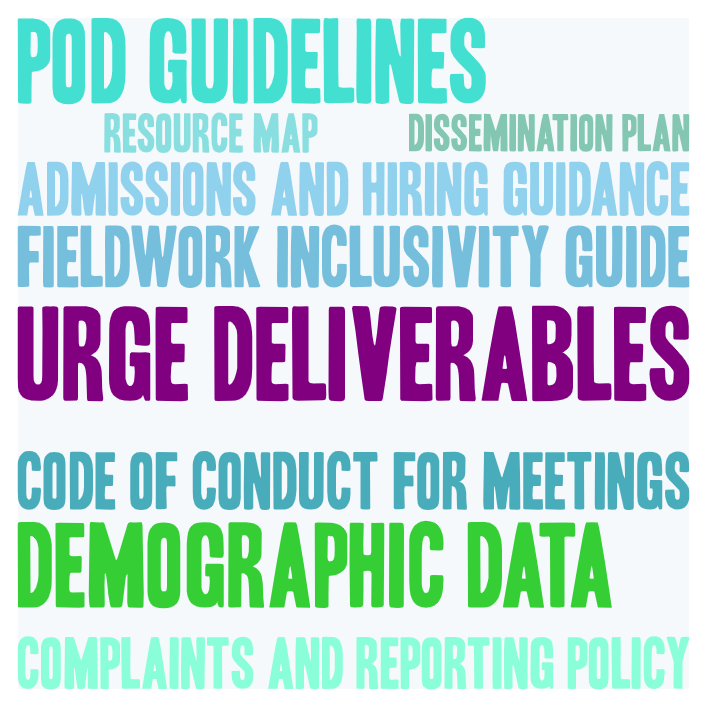 POD GUIDELINES
RESOURCE MAP DISSEMINATION PLAN
ADMISSIONS AND HIRING GUIDANCE
FIELDWORK INCLUSIVITY GUIDE
URGE DELIVERABLES
CODE OF CONDUCT FOR MEETINGS
DEMOGRAPHIC DATA
COMPLAINTS AND REPORTING POLICY